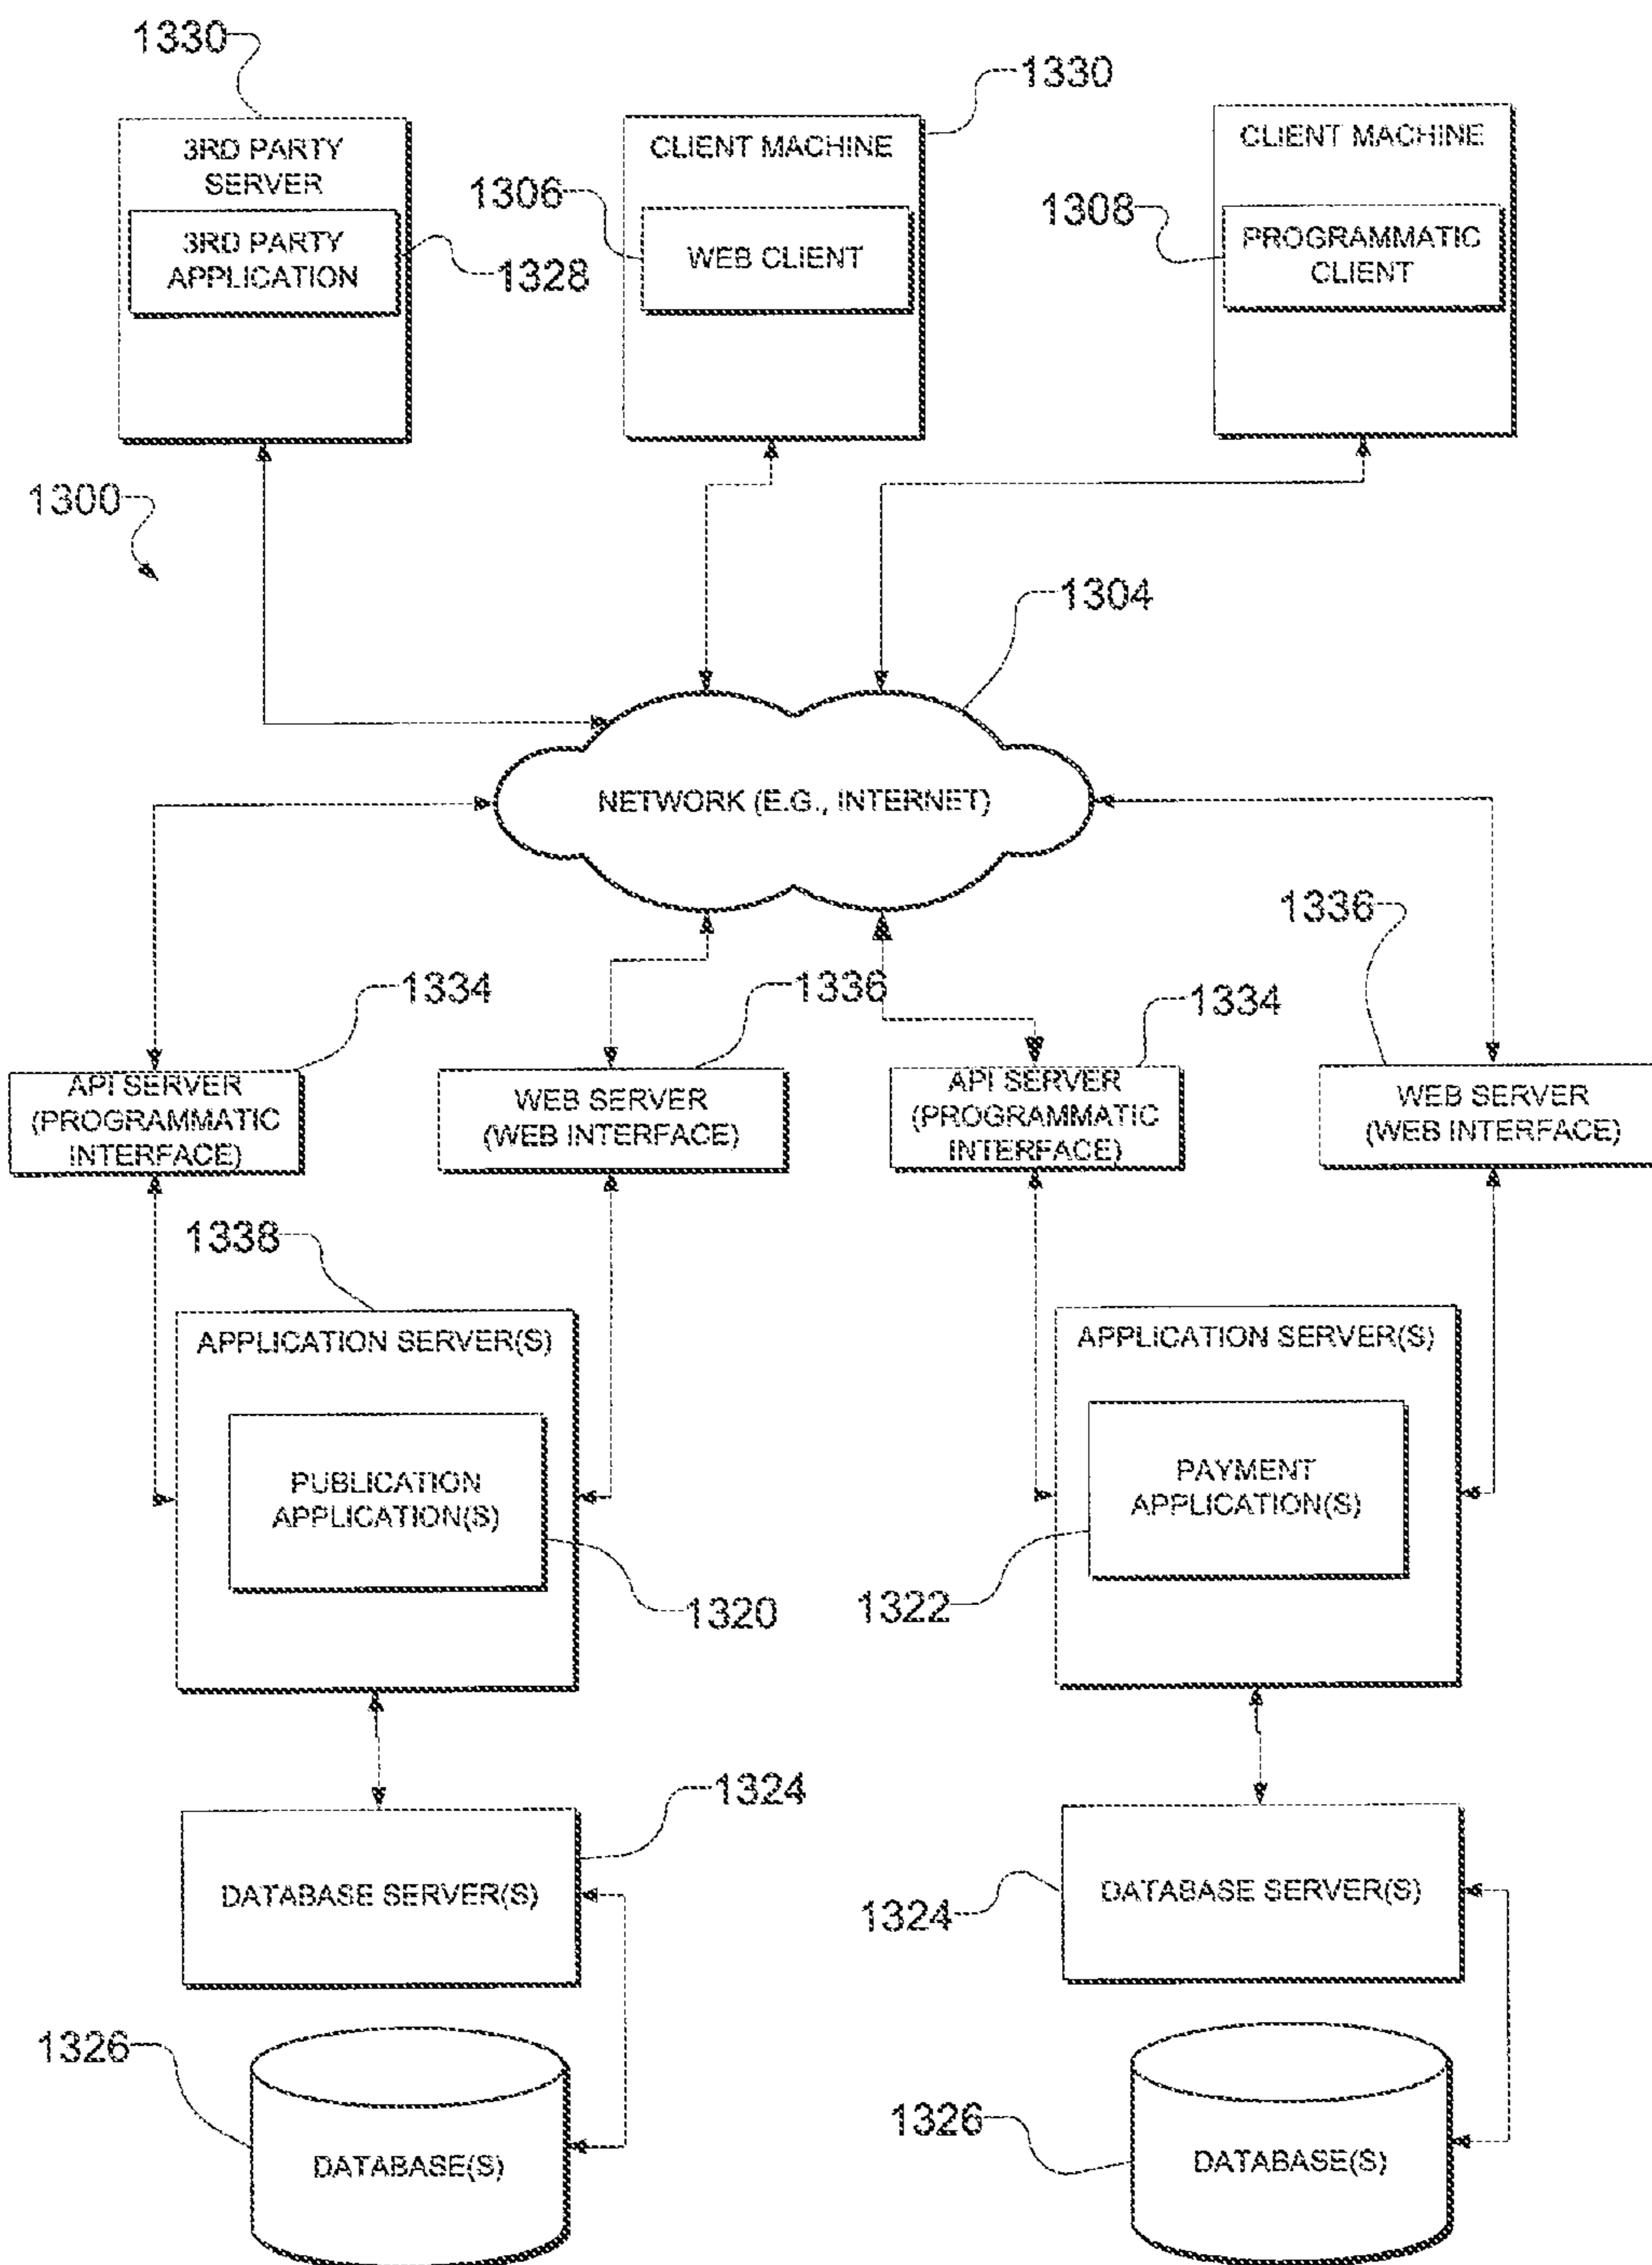 1330
1330
3RD PARTY
SERVER
CLIENT MACHINE
CLIENT MACHINE
1306
1308
3RD PARTY
APPLICATION
1328
WEB CLIENT
PROGRAMMATIC
CLIENT
1300
1304
NETWORK (E.G., INTERNET)
1334
1336
1334
1336
API SERVER
(PROGRAMMATIC
INTERFACE)
WEB SERVER
(WEB INTERFACE)
API SERVER
(PROGRAMMATIC
INTERFACE)
WEB SERVER
(WEB INTERFACE)
1338
APPLICATION SERVER(S)
APPLICATION SERVER(S)
PUBLICATION
APPLICATION(S)
PAYMENT
APPLICATION(S)
1320
1322
1324
DATABASE SERVER(S)
1324
DATABASE SERVER(S)
1326
DATABASE(S)
1326
DATABASE(S)